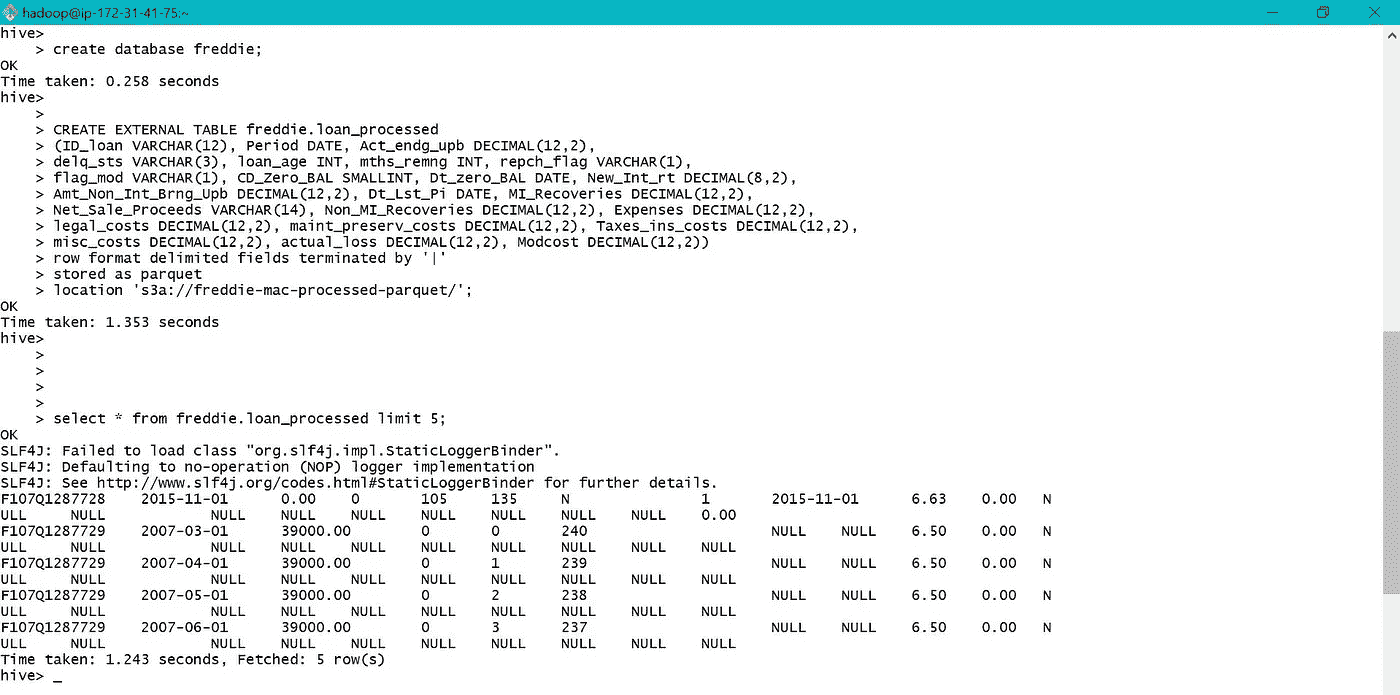 hadoop@ip-172-31-41-75:~
hive>
    > create database freddie;
OK
Time taken: 0.258 seconds
hive>
    >
    > CREATE EXTERNAL TABLE freddie.loan_processed
    > (ID_loan VARCHAR(12), Period DATE, Act_endg_upb DECIMAL(12,2),
    > delq_sts VARCHAR(3), loan_age INT, mths_remng INT, repch_flag VARCHAR(1),
    > flag_mod VARCHAR(1), CD_Zero_BAL SMALLINT, Dt_zero_BAL DATE, New_Int_rt DECIMAL(8,2),
    > Amt_Non_Int_Brng_Upb DECIMAL(12,2), Dt_Lst_Pi DATE, MI_Recoveries DECIMAL(12,2),
    > Net_Sale_Proceeds VARCHAR(14), Non_MI_Recoveries DECIMAL(12,2), Expenses DECIMAL(12,2),
    > legal_costs DECIMAL(12,2), maint_preserv_costs DECIMAL(12,2), Taxes_ins_costs DECIMAL(12,2),
    > misc_costs DECIMAL(12,2), actual_loss DECIMAL(12,2), Modcost DECIMAL(12,2))
    > row format delimited fields terminated by '|'
    > stored as parquet
    > location 's3a://freddie-mac-processed-parquet/';
OK
Time taken: 1.353 seconds
hive>
    >
    >
    >
    >
    > select * from freddie.loan_processed limit 5;
OK
SLF4J: Failed to load class "org.slf4j.impl.StaticLoggerBinder".
SLF4J: Defaulting to no-operation (NOP) logger implementation
SLF4J: See http://www.slf4j.org/codes.html#StaticLoggerBinder for further details.
F107Q1287728    2015-11-01      0.00    0       105     135     N               1       2015-11-01      6.63    0.00    N
ULL     NULL            NULL    NULL    NULL    NULL    NULL    NULL    NULL    0.00
F107Q1287729    2007-03-01      39000.00        0       0       240                     NULL    NULL    6.50    0.00    N
ULL     NULL            NULL    NULL    NULL    NULL    NULL    NULL    NULL    NULL
F107Q1287729    2007-04-01      39000.00        0       1       239                     NULL    NULL    6.50    0.00    N
ULL     NULL            NULL    NULL    NULL    NULL    NULL    NULL    NULL    NULL
F107Q1287729    2007-05-01      39000.00        0       2       238                     NULL    NULL    6.50    0.00    N
ULL     NULL            NULL    NULL    NULL    NULL    NULL    NULL    NULL    NULL
F107Q1287729    2007-06-01      39000.00        0       3       237                     NULL    NULL    6.50    0.00    N
ULL     NULL            NULL    NULL    NULL    NULL    NULL    NULL    NULL    NULL
Time taken: 1.243 seconds, Fetched: 5 row(s)
hive> _